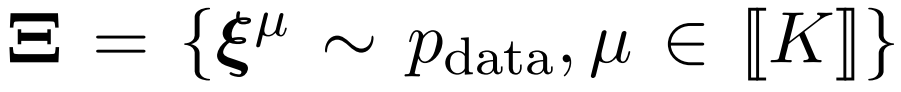 Ξ = {ξ^μ ∼ p_data, μ ∈ ⟦K⟧}